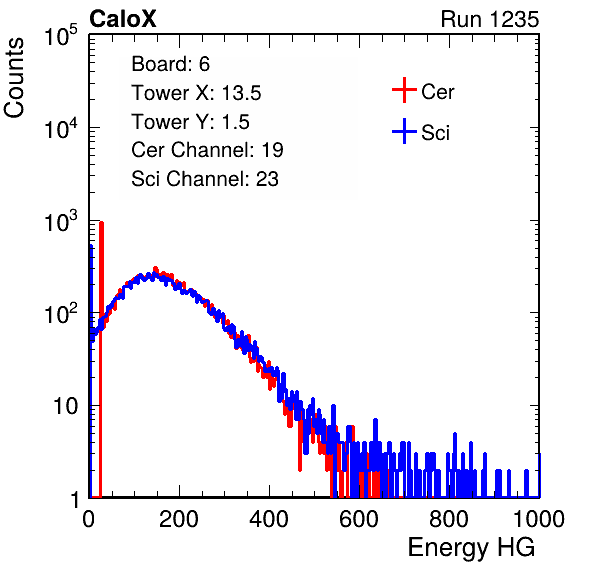 CaloX Run 1235
Counts
Board: 6
Tower X: 13.5
Tower Y: 1.5
Cer Channel: 19
Sci Channel: 23
Cer
Sci
10^5
10^4
10^3
10^2
10
1
0 200 400 600 800 1000
Energy HG